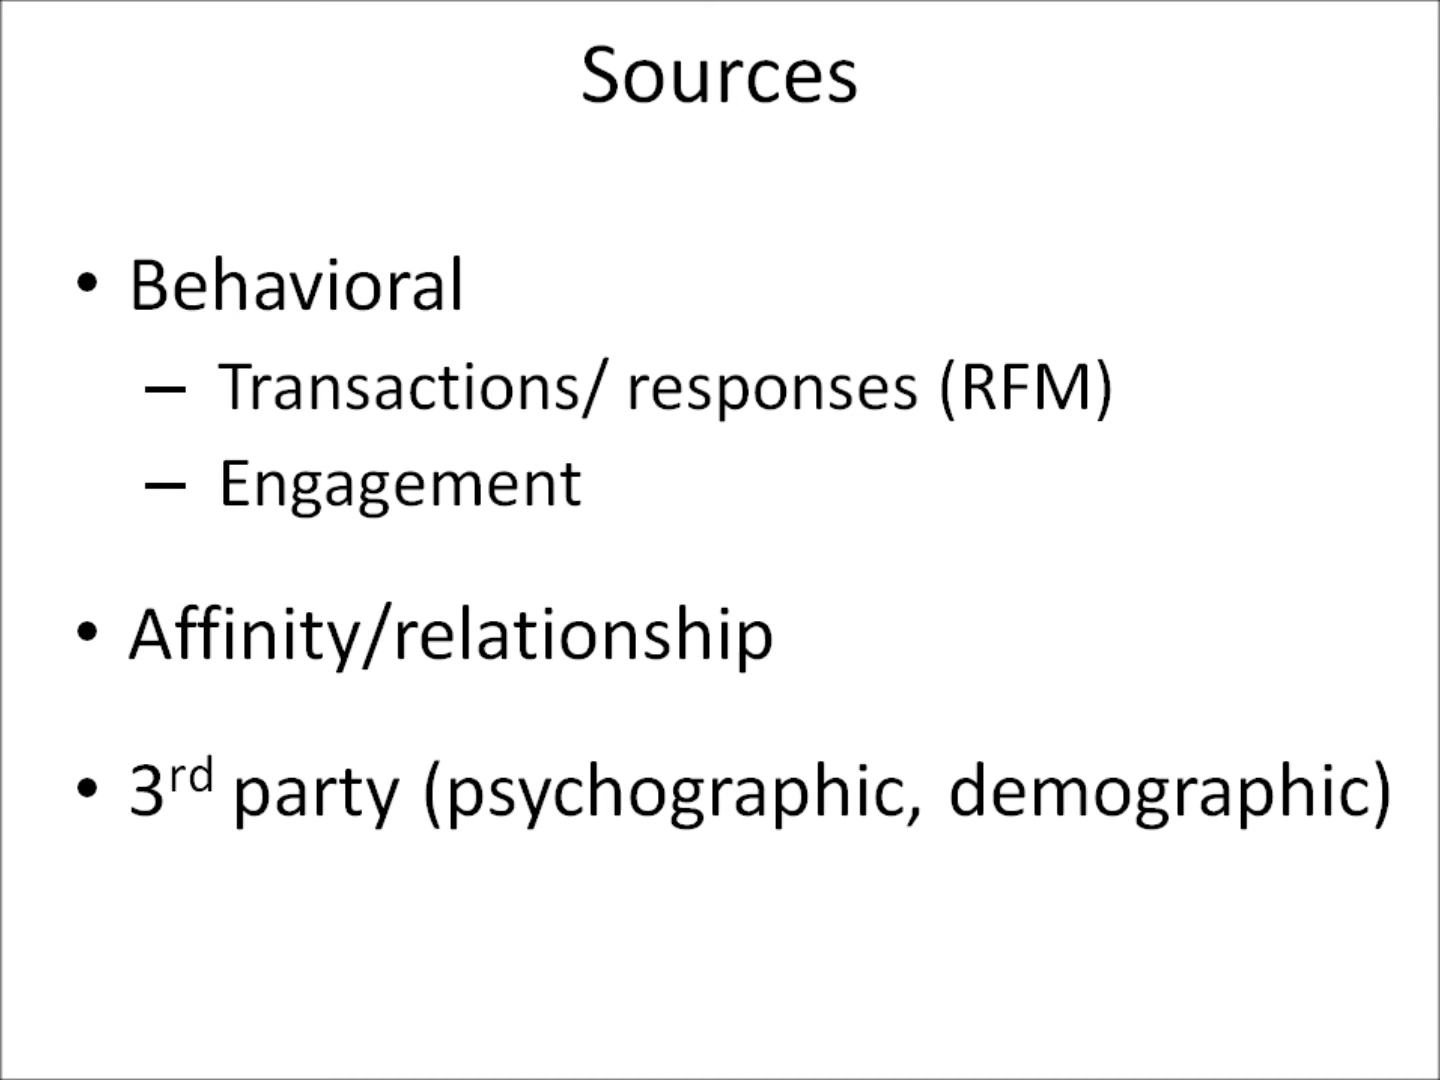 Sources
• Behavioral
– Transactions/ responses (RFM)
– Engagement
• Affinity/relationship
• 3rd party (psychographic, demographic)